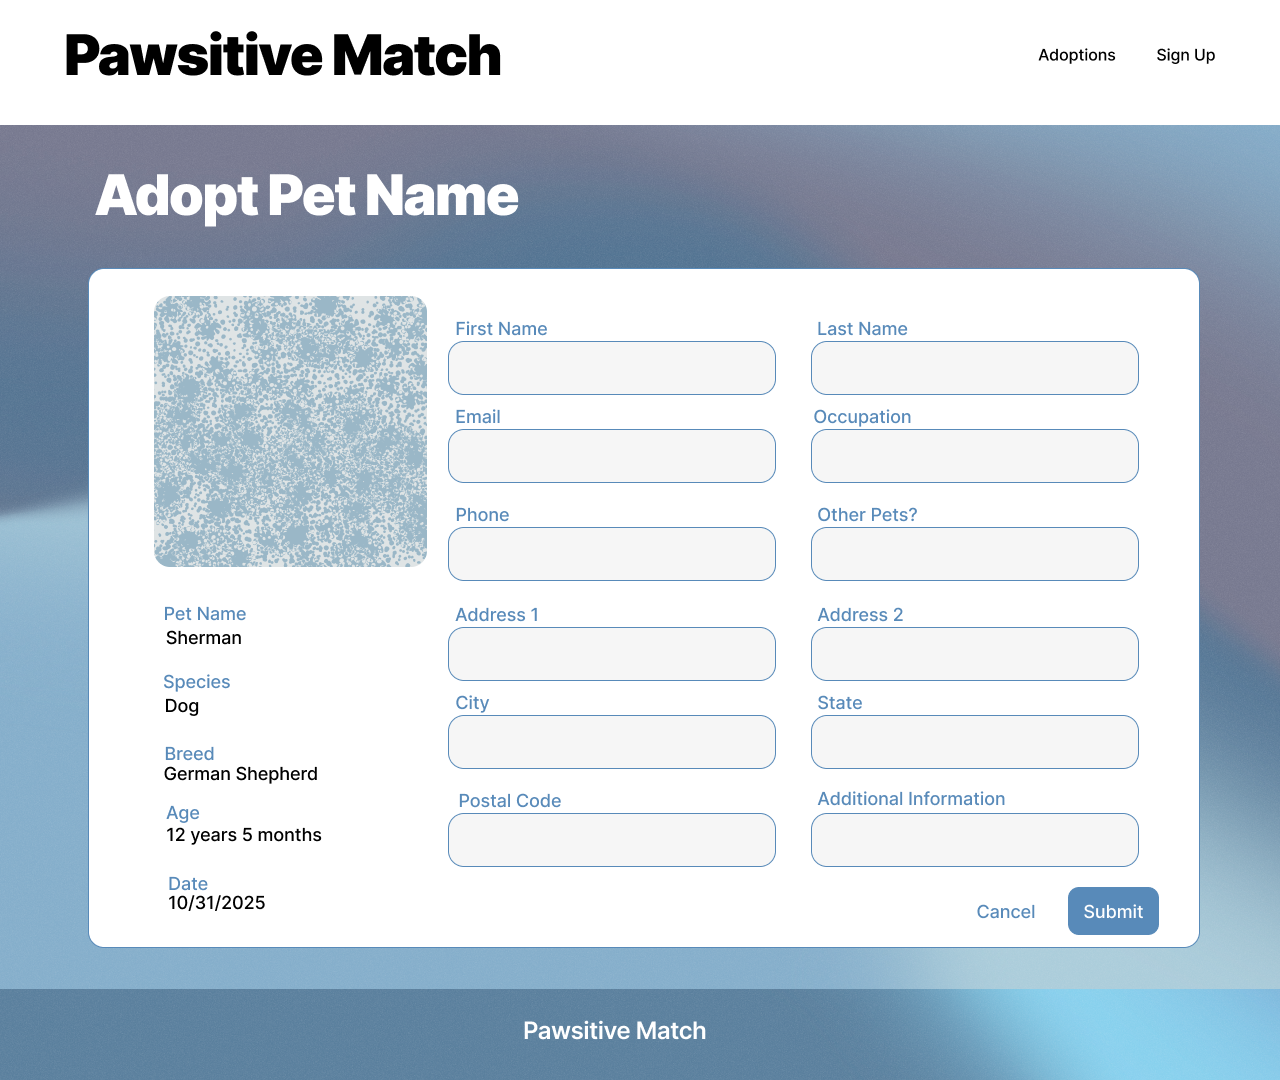 Pawsitive Match
Adoptions
Sign Up
Adopt Pet Name
First Name
Last Name
Email
Occupation
Phone
Other Pets?
Pet Name
Sherman
Address 1
Address 2
Species
Dog
City
State
Breed
German Shepherd
Age
12 years 5 months
Postal Code
Additional Information
Date
10/31/2025
Cancel
Submit
Pawsitive Match